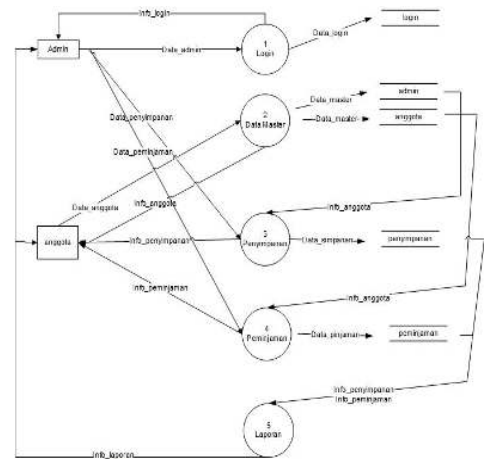 Info_login
login
Data_login
1
Login
Admin
Data_admin
admin
Data_master
2
Data Master
Data_master
anggota
Data_penyimpanan
Data_peminjaman
Data_anggota
Info_anggota
Info_anggota
anggota
Info_penyimpanan
3
Penyimpanan
Data_simpanan
penyimpanan
Info_peminjaman
Info_anggota
4
Peminjaman
Data_pinjaman
peminjaman
Info_penyimpanan
Info_peminjaman
5
Laporan
Info_laporan